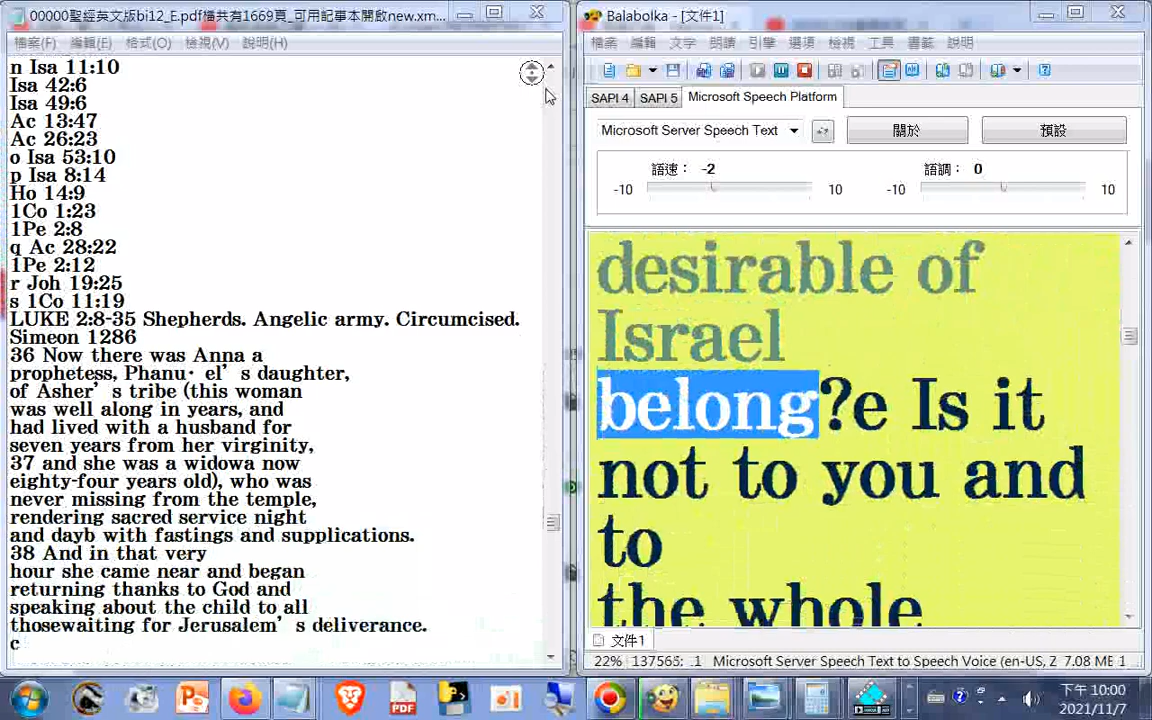 00000聖經英文版bi12_E.pdf檔共有1669頁_可用記事本開啟new.xm...
檔案(F) 編輯(E) 格式(O) 檢視(V) 說明(H)
n Isa 11:10
Isa 42:6
Isa 49:6
Ac 13:47
Ac 26:23
o Isa 53:10
p Isa 8:14
Ho 14:9
1Co 1:23
1Pe 2:8
q Ac 28:22
1Pe 2:12
r Joh 19:25
s 1Co 11:19
LUKE 2:8-35 Shepherds. Angelic army. Circumcised.
Simeon 1286
36 Now there was Anna a
prophetess, Phanu·el’s daughter,
of Asher’s tribe (this woman
was well along in years, and
had lived with a husband for
seven years from her virginity,
37 and she was a widowa now
eighty-four years old), who was
never missing from the temple,
rendering sacred service night
and dayb with fastings and supplications.
38 And in that very
hour she came near and began
returning thanks to God and
speaking about the child to all
thosewaiting for Jerusalem’s deliverance.
c
Balabolka - [文件1]
檔案 編輯 文字 朗讀 引擎 選項 檢視 工具 書籤 說明
SAPI 4 SAPI 5 Microsoft Speech Platform
Microsoft Server Speech Text 關於 預設
語速： -2 語調： 0
-10 10 -10 10
desirable of
Israel
belong?e Is it
not to you and
to
the whole
文件1
22% 137565: .1 Microsoft Server Speech Text to Speech Voice (en-US, Z 7.08 MB 1
PDF
下午 10:00
2021/11/7